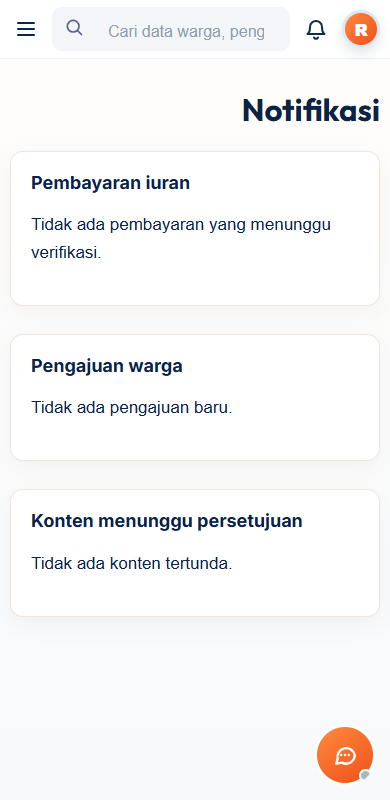 Cari data warga, peng
R
Notifikasi
Pembayaran iuran
Tidak ada pembayaran yang menunggu
verifikasi.
Pengajuan warga
Tidak ada pengajuan baru.
Konten menunggu persetujuan
Tidak ada konten tertunda.